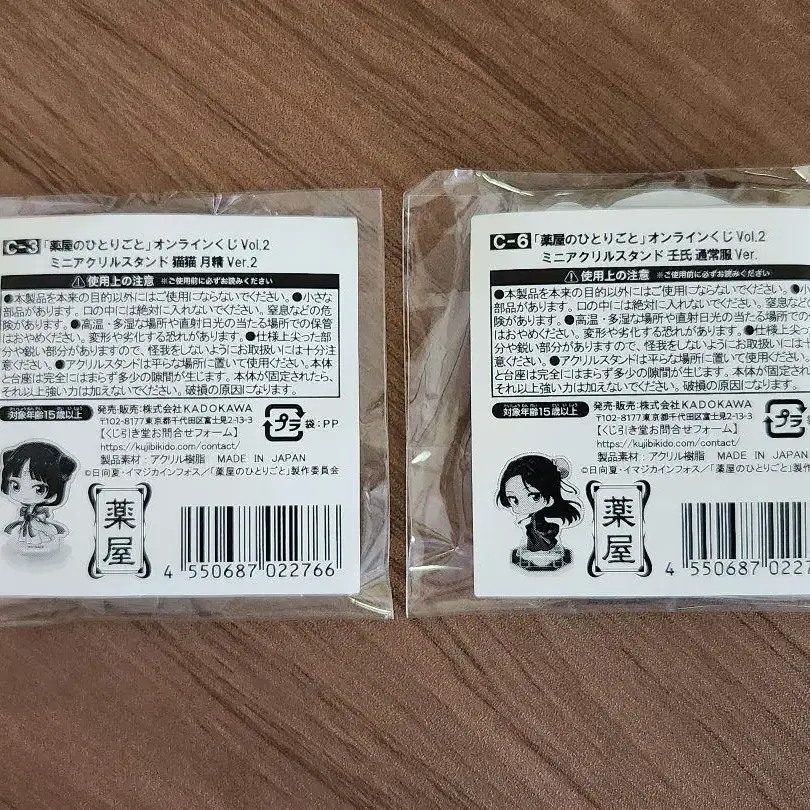 C-3 「薬屋のひとりごと」オンラインくじ Vol.2
ミニアクリルスタンド 猫猫 月精 Ver.2
使用上の注意 ※ご使用前に必ずお読みください
●本製品を本来の目的以外にはご使用にならないでください。●小さな
部品があります。口の中には絶対に入れないでください。窒息などの危
険があります。●高温・多湿な場所や直射日光の当たる場所での保管
はおやめください。変形や劣化する恐れがあります。●仕様上尖った部
分や鋭い部分がありますので、怪我をしないようにお取扱いには十分注
意ください。●アクリルスタンドは平らな場所に置いて使用ください。本体
と台座は完全にはまらず多少の隙間が生じます。本体が固定されたら、
それ以上強い力は加えないでください。破損の原因になります。
対象年齢15歳以上
発売・販売:株式会社KADOKAWA
〒102-8177東京都千代田区富士見2-13-3
【くじ引き堂お問合せフォーム】
https://kujibikido.com/contact/
プラ 袋:PP
製品素材:アクリル樹脂 MADE IN JAPAN
©日向夏・イマジカインフォス/「薬屋のひとりごと」製作委員会
薬屋
4 550687 022766
C-6 「薬屋のひとりごと」オンラインくじ Vol.2
ミニアクリルスタンド 壬氏 通常服 Ver.
使用上の注意 ※ご使用前に必ずお読みください
●本製品を本来の目的以外にはご使用にならないでください。●
部品があります。口の中には絶対に入れないでください。窒息など
険があります。●高温・多湿な場所や直射日光の当たる場所での
はおやめください。変形や劣化する恐れがあります。●仕様上尖っ
分や鋭い部分がありますので、怪我をしないようにお取扱いには十
意ください。●アクリルスタンドは平らな場所に置いて使用ください。
と台座は完全にはまらず多少の隙間が生じます。本体が固定され
それ以上強い力は加えないでください。破損の原因になります。
対象年齢15歳以上
発売・販売:株式会社KADOKAWA
〒102-8177東京都千代田区富士見2-13-3
【くじ引き堂お問合せフォーム】
https://kujibikido.com/contact/
プラ
製品素材:アクリル樹脂 MADE IN JAPAN
©日向夏・イマジカインフォス/「薬屋のひとりごと」製作
薬屋
4 550687 0227